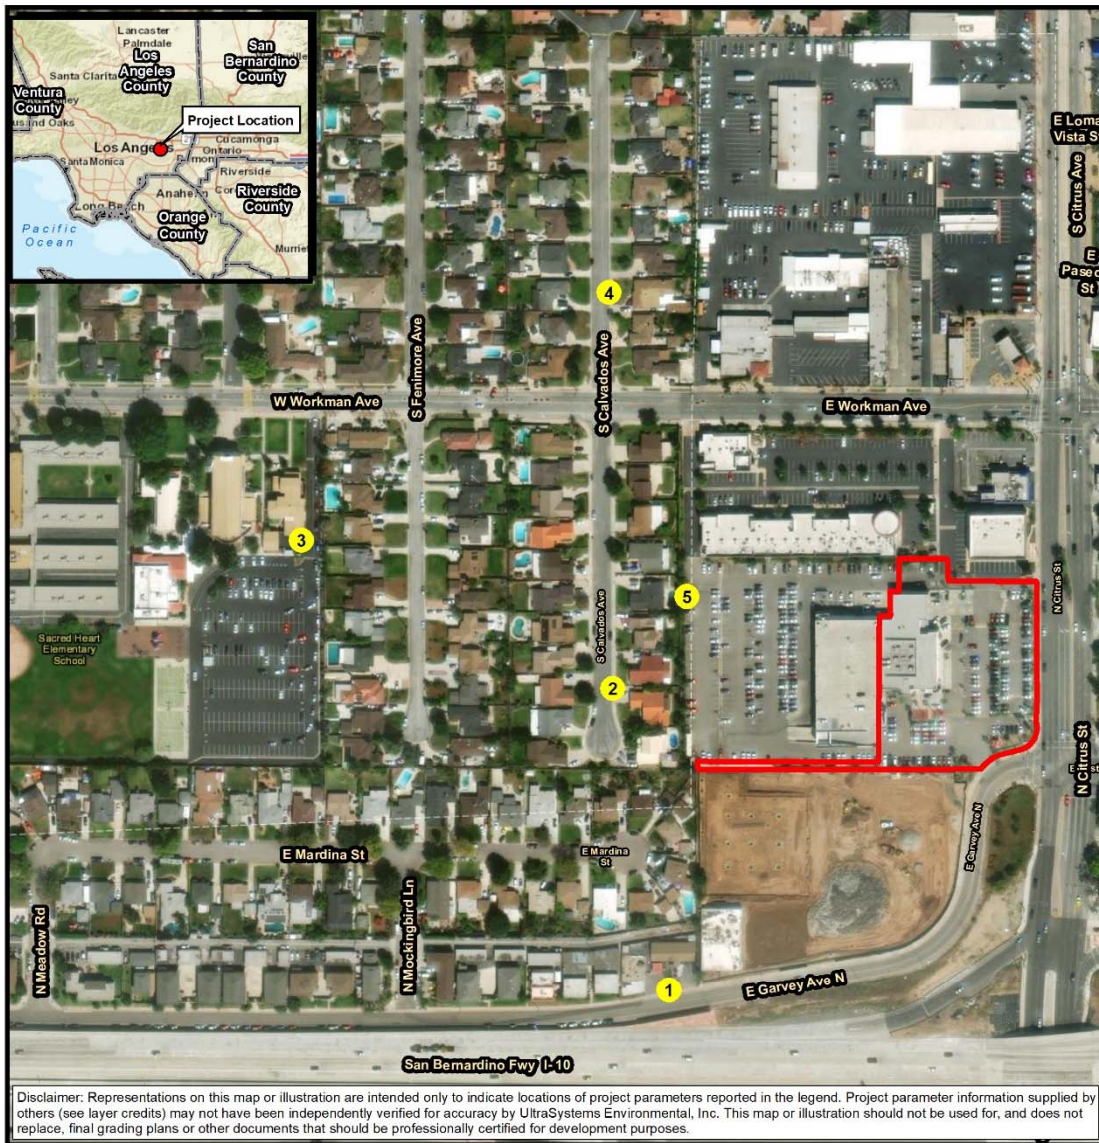 Lancaster
Palmdale
Los
Angeles
County
San
Bernardino
County
Santa Clarita
Ventura
County
usand Oaks
Project Location
Los Angeles
Santa Monica
Cucamonga
Ontario
Riverside
Anaheim
Long Beach
Riverside
County
Orange
County
Pacific
Ocean
Murrie
E Loma
Vista St
S Citrus Ave
E
Paseo
St
4
S Fenimore Ave
S Calvados Ave
W Workman Ave
E Workman Ave
3
5
N Citrus St
S Calvados Ave
Sacred Heart
Elementary
School
2
N Citrus St
E Mardina St
E Mardina
St
E Garvey Ave N
N Meadow Rd
N Mockingbird Ln
1
E Garvey Ave N
San Bernardino Fwy I-10
Disclaimer: Representations on this map or illustration are intended only to indicate locations of project parameters reported in the legend. Project parameter information supplied by
others (see layer credits) may not have been independently verified for accuracy by UltraSystems Environmental, Inc. This map or illustration should not be used for, and does not
replace, final grading plans or other documents that should be professionally certified for development purposes.